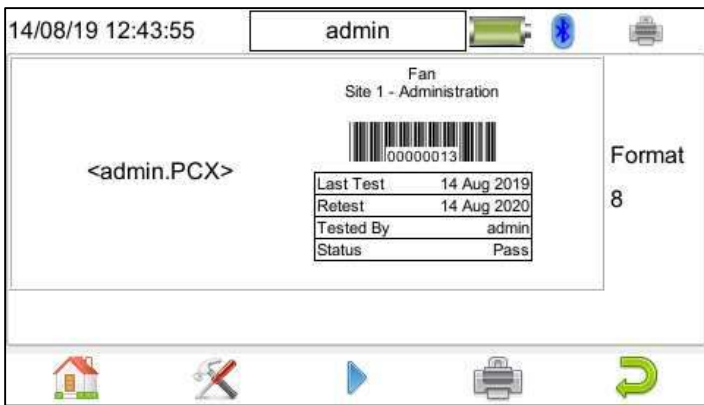 14/08/19 12:43:55
admin
Fan
Site 1 - Administration
00000013
<admin.PCX>
Last Test 14 Aug 2019
Retest 14 Aug 2020
Tested By admin
Status Pass
Format
8